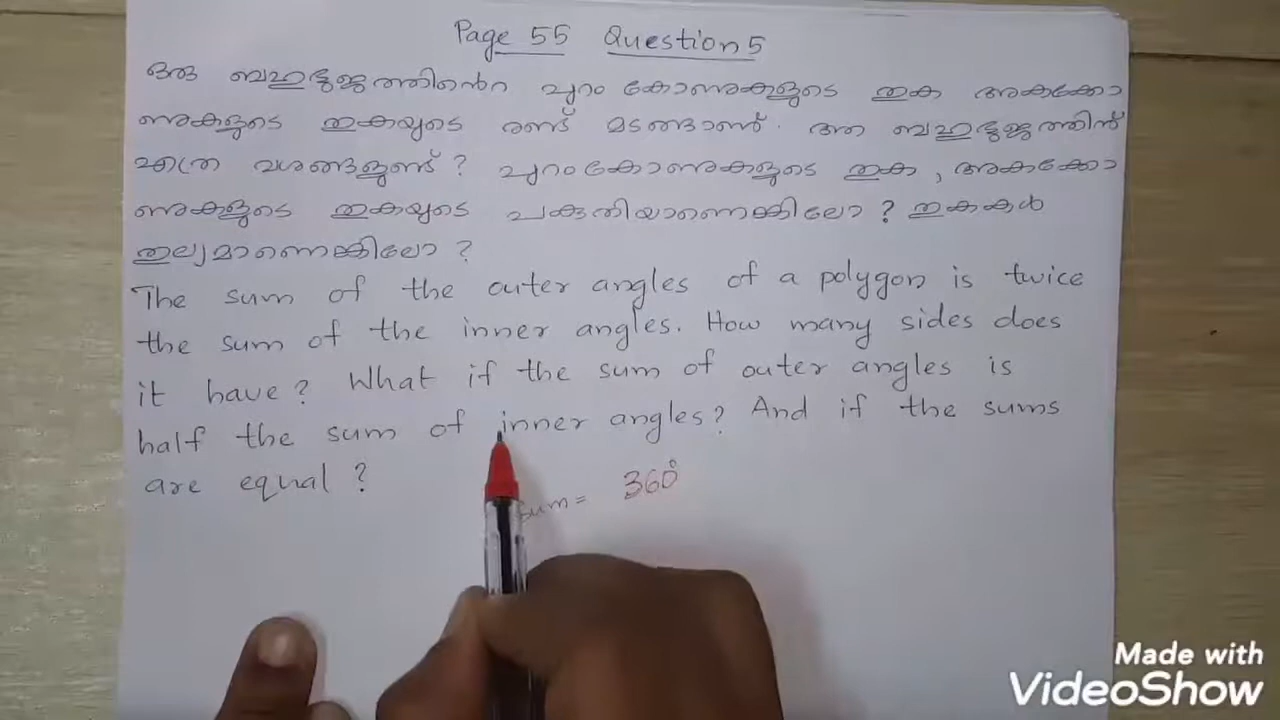 Page 55 Question 5
ഒരു ബഹുഭുജത്തിൻെറ പുറം കോണുകളുടെ തുക അകക്കോ
ണുകളുടെ തുകയുടെ രണ്ട് മടങ്ങാണ്. ആ ബഹുഭുജത്തിന്
എത്ര വശങ്ങളുണ്ട്? പുറംകോണുകളുടെ തുക, അകക്കോ
ണുകളുടെ തുകയുടെ പകുതിയാണെങ്കിലോ? തുകകൾ
തുല്യമാണെങ്കിലോ?
The sum of the outer angles of a polygon is twice
the sum of the inner angles. How many sides does
it have? What if the sum of outer angles is
half the sum of inner angles? And if the sums
are equal?
sum = 360°
Made with
VideoShow